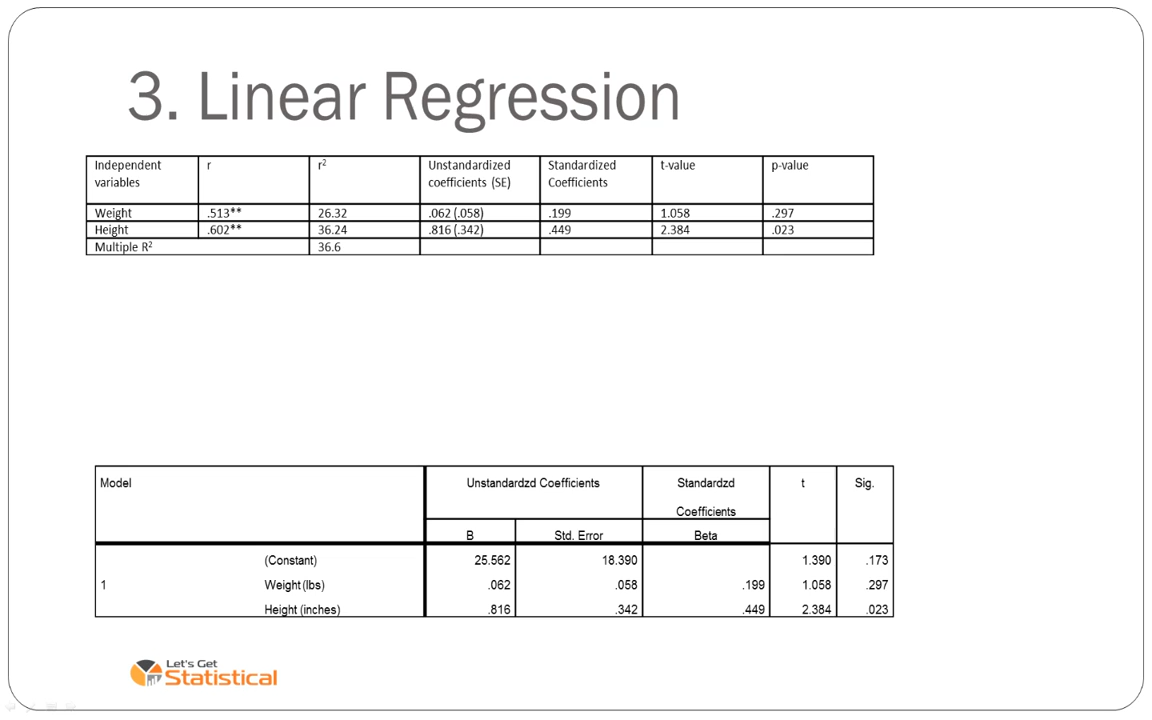 3. Linear Regression
Independent variables r r² Unstandardized coefficients (SE) Standardized Coefficients t-value p-value
Weight .513** 26.32 .062 (.058) .199 1.058 .297
Height .602** 36.24 .816 (.342) .449 2.384 .023
Multiple R² 36.6
Model Unstandardzd Coefficients Standardzd Coefficients t Sig.
B Std. Error Beta
(Constant) 25.562 18.390 1.390 .173
1 Weight (lbs) .062 .058 .199 1.058 .297
Height (inches) .816 .342 .449 2.384 .023
Let's Get
Statistical